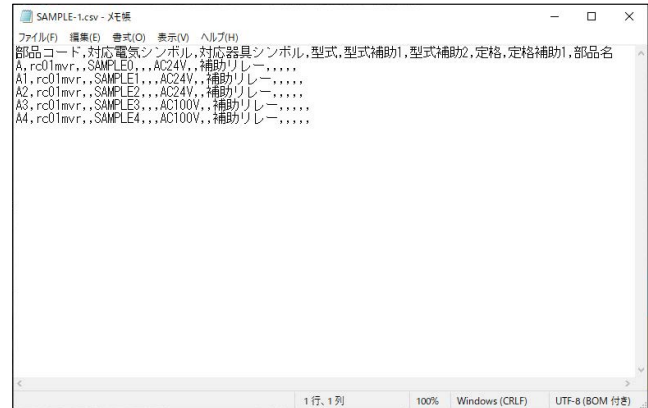 SAMPLE-1.csv - メモ帳
ファイル(F) 編集(E) 書式(O) 表示(V) ヘルプ(H)
部品コード,対応電気シンボル,対応器具シンボル,型式,型式補助1,型式補助2,定格,定格補助1,部品名
A,rc01mvr,,SAMPLE0,,,AC24V,,補助リレー,,,,,
A1,rc01mvr,,SAMPLE1,,,AC24V,,補助リレー,,,,,
A2,rc01mvr,,SAMPLE2,,,AC24V,,補助リレー,,,,,
A3,rc01mvr,,SAMPLE3,,,AC100V,,補助リレー,,,,,
A4,rc01mvr,,SAMPLE4,,,AC100V,,補助リレー,,,,,
1行、1列 100% Windows (CRLF) UTF-8 (BOM 付き)